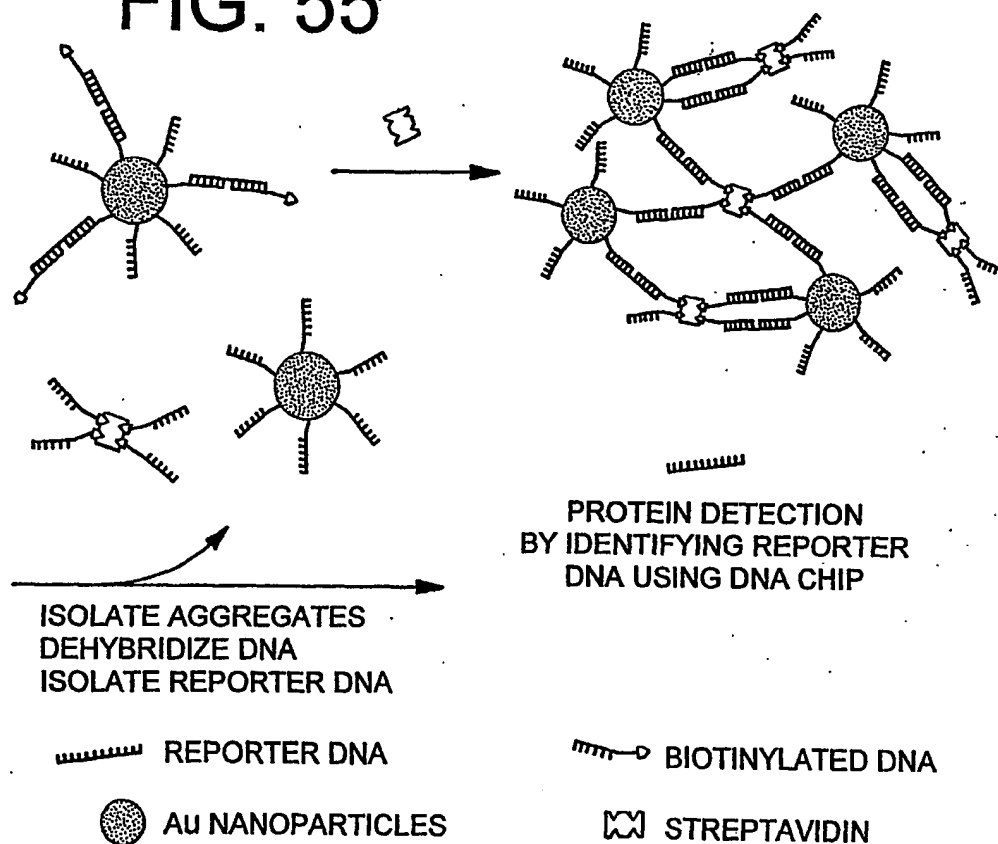 FIG. 55
PROTEIN DETECTION
BY IDENTIFYING REPORTER
DNA USING DNA CHIP
ISOLATE AGGREGATES
DEHYBRIDIZE DNA
ISOLATE REPORTER DNA
REPORTER DNA
BIOTINYLATED DNA
Au NANOPARTICLES
STREPTAVIDIN